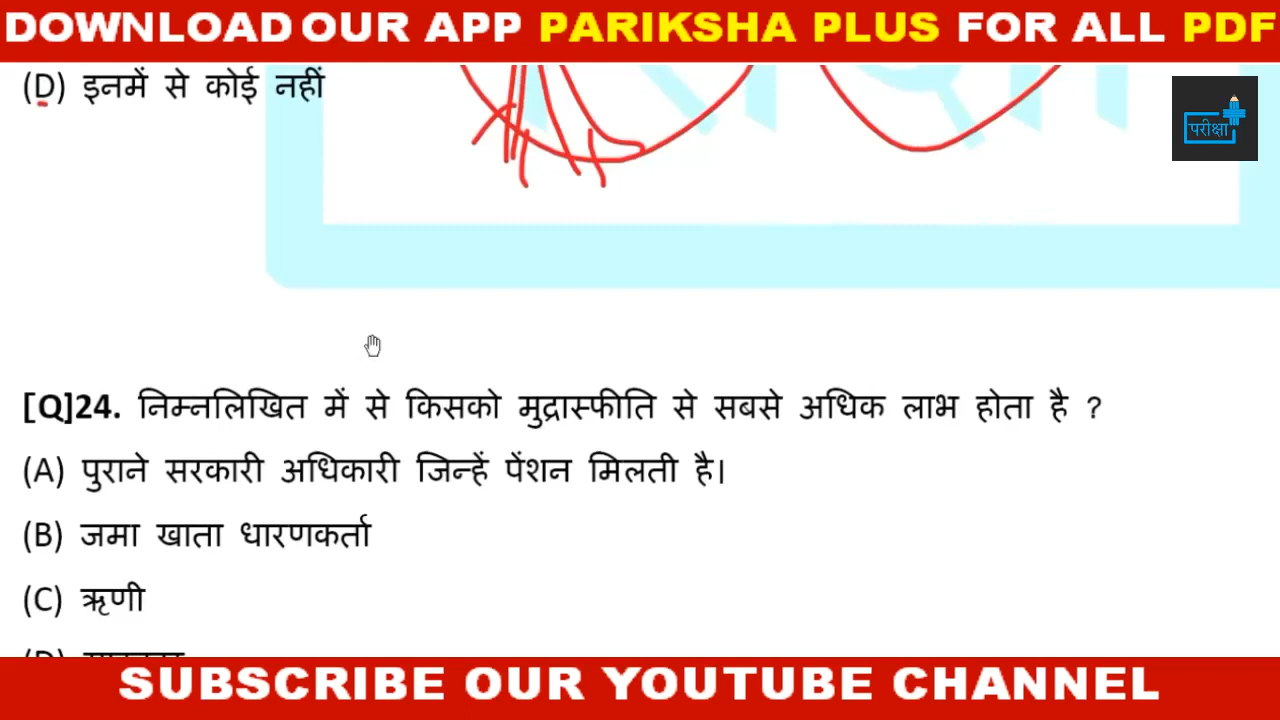 DOWNLOAD OUR APP PARIKSHA PLUS FOR ALL PDF
(D) इनमें से कोई नहीं
परीक्षा
[Q]24. निम्नलिखित में से किसको मुद्रास्फीति से सबसे अधिक लाभ होता है ?
(A) पुराने सरकारी अधिकारी जिन्हें पेंशन मिलती है।
(B) जमा खाता धारणकर्ता
(C) ऋणी
SUBSCRIBE OUR YOUTUBE CHANNEL